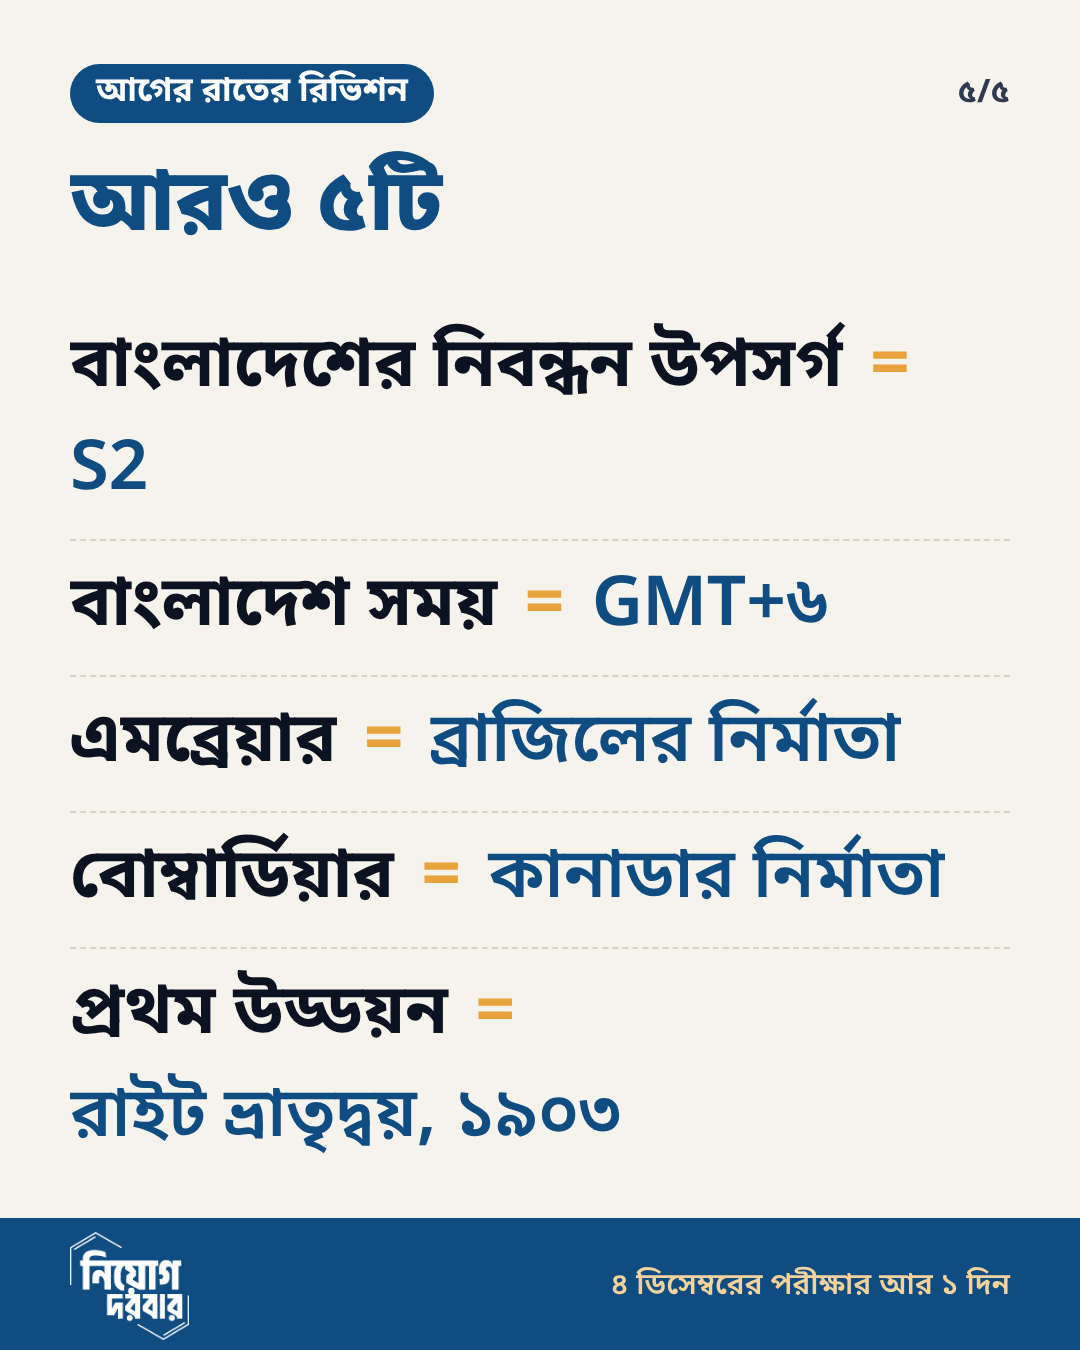 আগের রাতের রিভিশন
৫/৫
আরও ৫টি
বাংলাদেশের নিবন্ধন উপসর্গ =
S2
বাংলাদেশ সময় = GMT+৬
এমব্রেয়ার = ব্রাজিলের নির্মাতা
বোম্বার্ডিয়ার = কানাডার নির্মাতা
প্রথম উড্ডয়ন =
রাইট ভ্রাতৃদ্বয়, ১৯০৩
নিয়োগ
দরবার
৪ ডিসেম্বরের পরীক্ষার আর ১ দিন